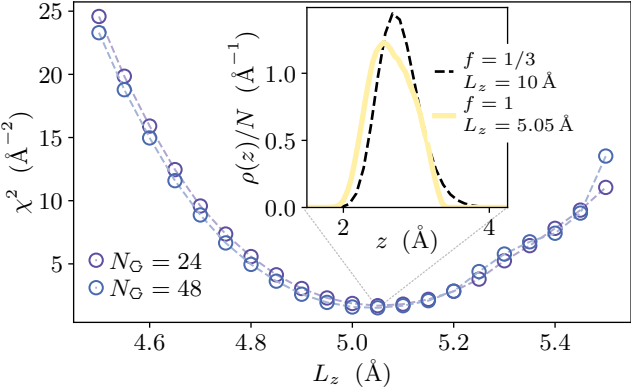 25
20
15
10
5
χ² (Å⁻²)
4.6 4.8 5.0 5.2 5.4
L_z (Å)
N_⌬ = 24
N_⌬ = 48
1.0
0.5
0.0
ρ(z)/N (Å⁻¹)
2 4
z (Å)
f = 1/3
L_z = 10 Å
f = 1
L_z = 5.05 Å